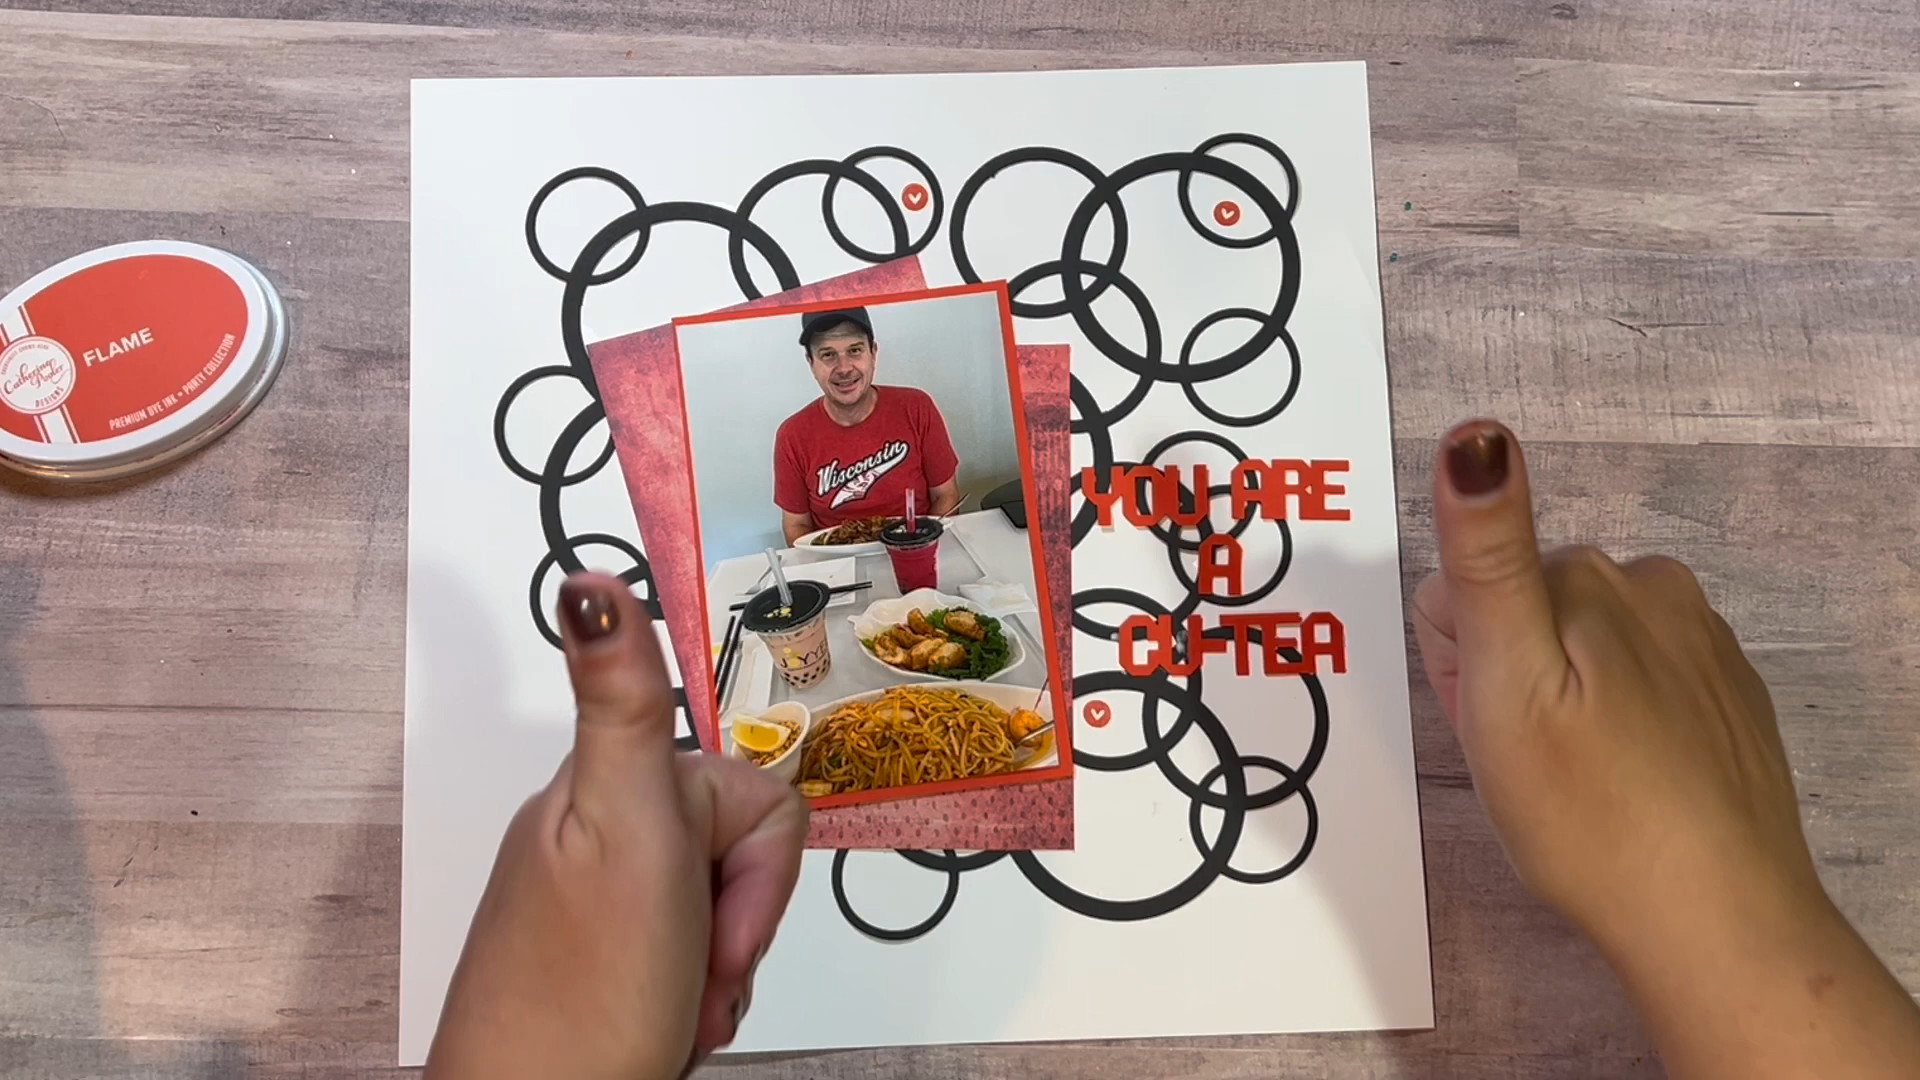 FLAME
Catherine Pooler
DESIGNS
PREMIUM DYE INK • PARTY COLLECTION
Wisconsin
YOU ARE
A
CU-TEA